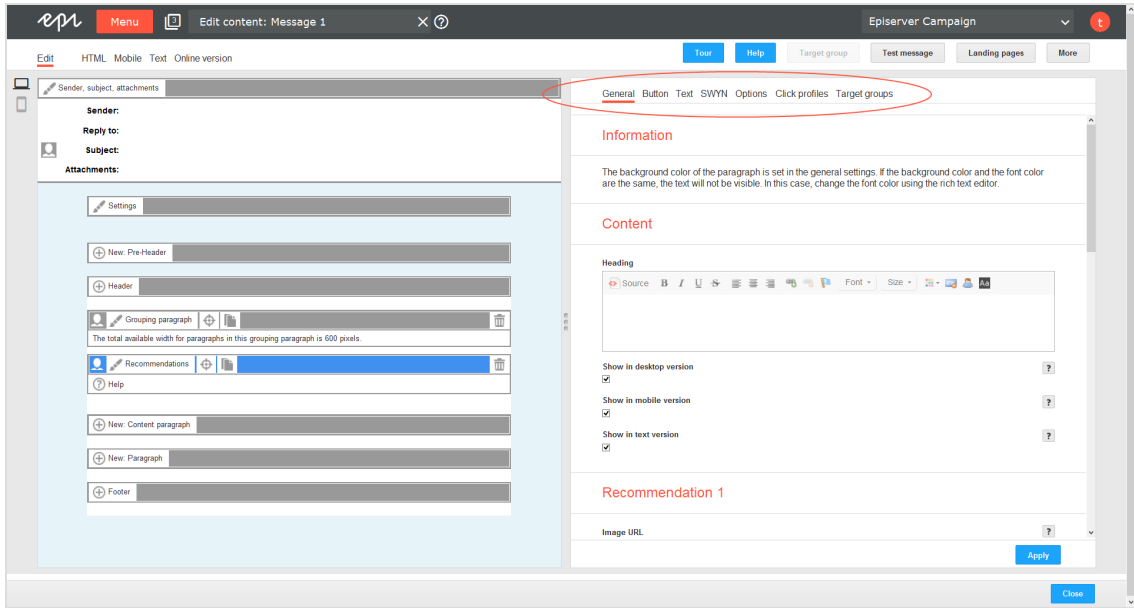 epi Menu 3 Edit content: Message 1 Episerver Campaign t
Edit HTML Mobile Text Online version Tour Help Target group Test message Landing pages More
Sender, subject, attachments
Sender:
Reply to:
Subject:
Attachments:
Settings
New: Pre-Header
Header
Grouping paragraph
The total available width for paragraphs in this grouping paragraph is 600 pixels.
Recommendations
? Help
New: Content paragraph
New: Paragraph
Footer
General Button Text SWYN Options Click profiles Target groups
Information
The background color of the paragraph is set in the general settings. If the background color and the font color
are the same, the text will not be visible. In this case, change the font color using the rich text editor.
Content
Heading
Source B I U S Font Size Aa
Show in desktop version ?
Show in mobile version ?
Show in text version ?
Recommendation 1
Image URL ?
Apply
Close